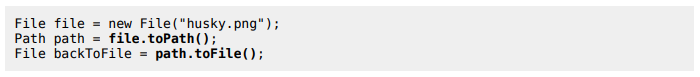 File file = new File("husky.png");
Path path = file.toPath();
File backToFile = path.toFile();